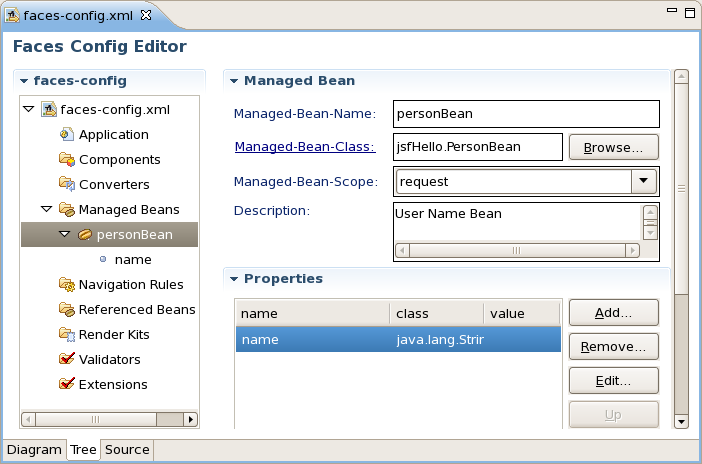 faces-config.xml
Faces Config Editor
faces-config
faces-config.xml
Application
Components
Converters
Managed Beans
personBean
name
Navigation Rules
Referenced Beans
Render Kits
Validators
Extensions
Managed Bean
Managed-Bean-Name: personBean
Managed-Bean-Class: jsfHello.PersonBean Browse...
Managed-Bean-Scope: request
Description: User Name Bean
Properties
name class value
name java.lang.Strin
Add...
Remove...
Edit...
Up
Diagram Tree Source